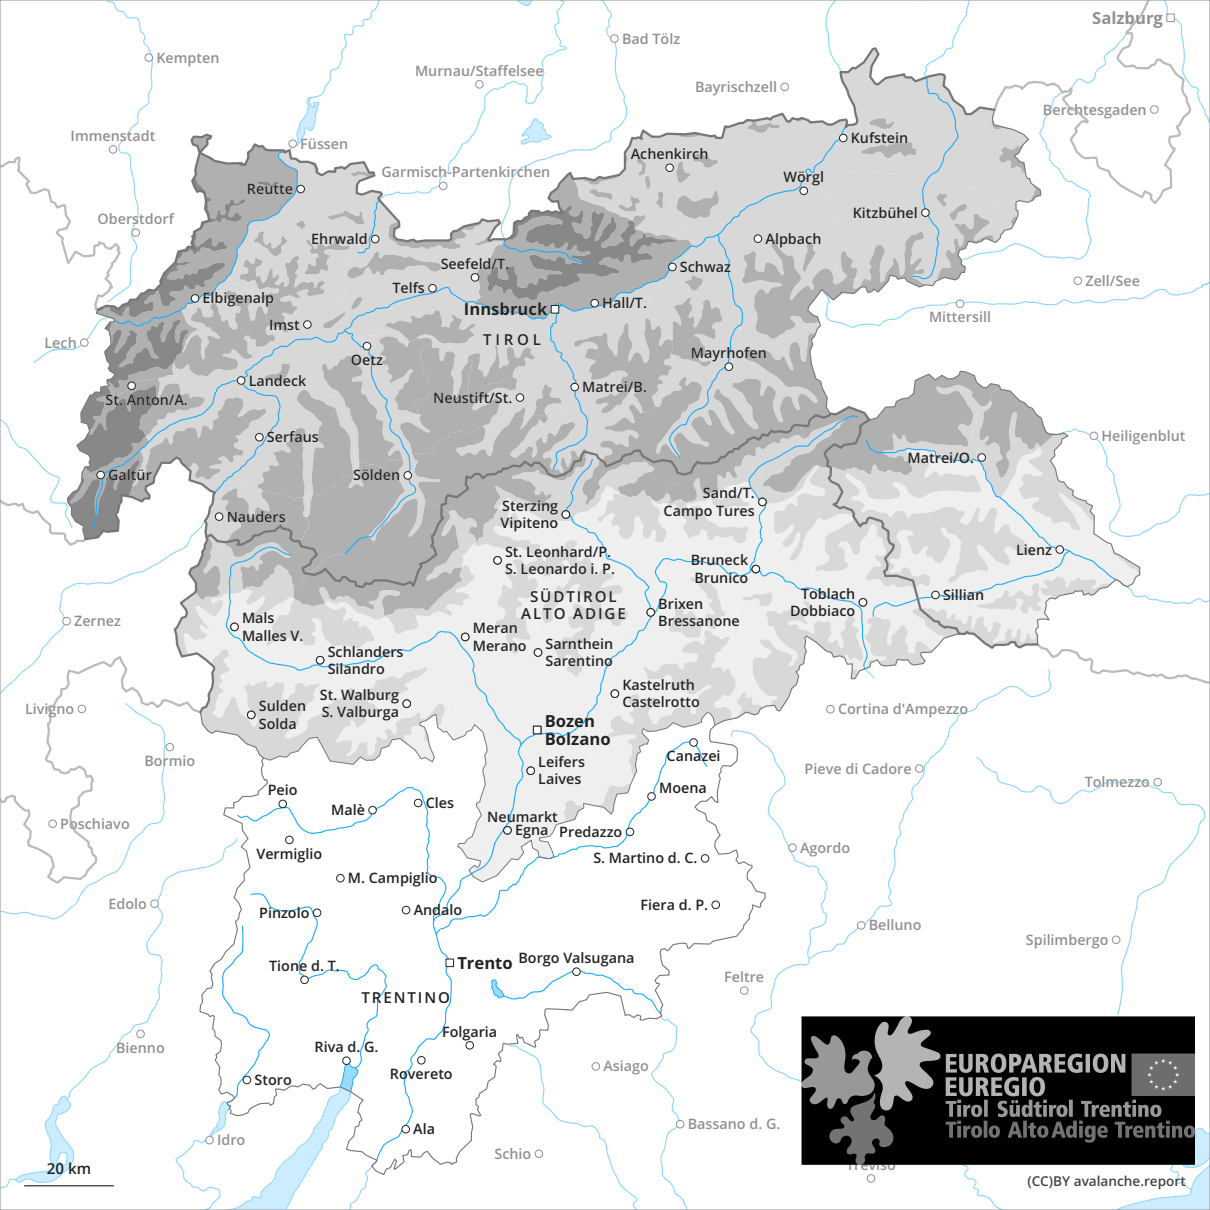 Salzburg
Bad Tölz
Kempten
Murnau/Staffelsee
Bayrischzell
Berchtesgaden
Immenstadt
Füssen
Kufstein
Achenkirch
Garmisch-Partenkirchen
Wörgl
Reutte
Oberstdorf
Kitzbühel
Ehrwald
Alpbach
Seefeld/T.
Schwaz
Zell/See
Telfs
Elbigenalp
Innsbruck
Hall/T.
Mittersill
Imst
TIROL
Lech
Oetz
Mayrhofen
Landeck
Matrei/B.
St. Anton/A.
Neustift/St.
Serfaus
Heiligenblut
Matrei/O.
Galtür
Sölden
Sand/T.
Campo Tures
Sterzing
Vipiteno
Nauders
St. Leonhard/P.
S. Leonardo i. P.
Lienz
Bruneck
Brunico
SÜDTIROL
ALTO ADIGE
Toblach
Dobbiaco
Sillian
Brixen
Bressanone
Zernez
Mals
Malles V.
Meran
Merano
Sarnthein
Sarentino
Schlanders
Silandro
Kastelruth
Castelrotto
St. Walburg
S. Valburga
Sulden
Solda
Livigno
Cortina d'Ampezzo
Bozen
Bolzano
Canazei
Bormio
Leifers
Laives
Pieve di Cadore
Tolmezzo
Peio
Moena
Malè
Cles
Neumarkt
Egna
Predazzo
Poschiavo
Vermiglio
S. Martino d. C.
Agordo
M. Campiglio
Edolo
Pinzolo
Andalo
Fiera d. P.
Belluno
Spilimbergo
Trento
Borgo Valsugana
Tione d. T.
Feltre
TRENTINO
Folgaria
Bienno
Riva d. G.
Rovereto
Asiago
Storo
EUROPAREGION
EUREGIO
Tirol Südtirol Trentino
Tirolo Alto Adige Trentino
Ala
Bassano d. G.
Idro
Schio
Treviso
20 km
(CC)BY avalanche.report